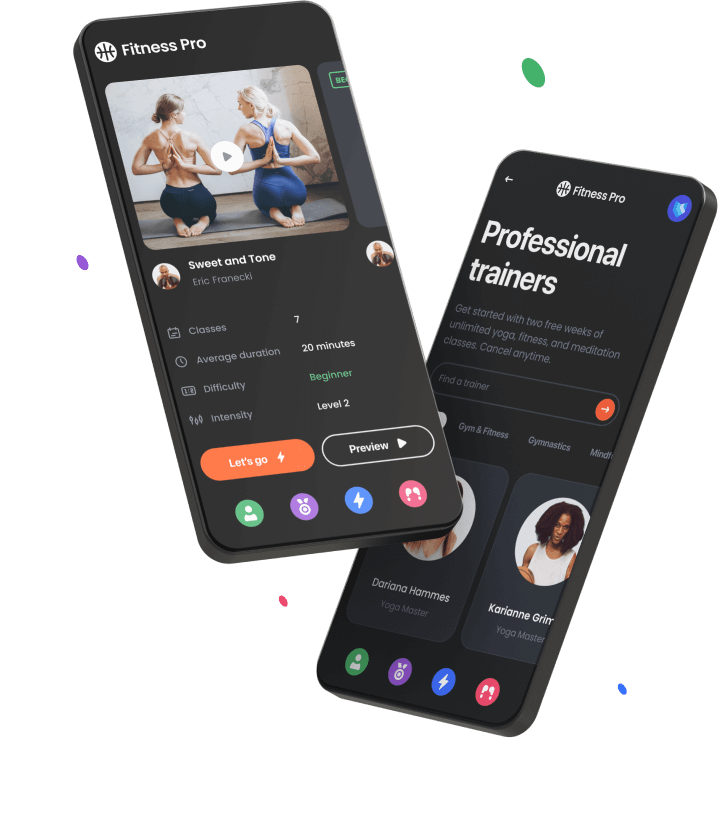 Fitness Pro
Sweet and Tone
Eric Franecki
Classes 7
Average duration 20 minutes
Difficulty Beginner
Intensity Level 2
Let's go
Preview
Fitness Pro
Professional
trainers
Get started with two free weeks of
unlimited yoga, fitness, and meditation
classes. Cancel anytime.
Find a trainer
Gym & Fitness Gymnastics
Dariana Hammes
Yoga Master
Karianne Grim
Yoga Master